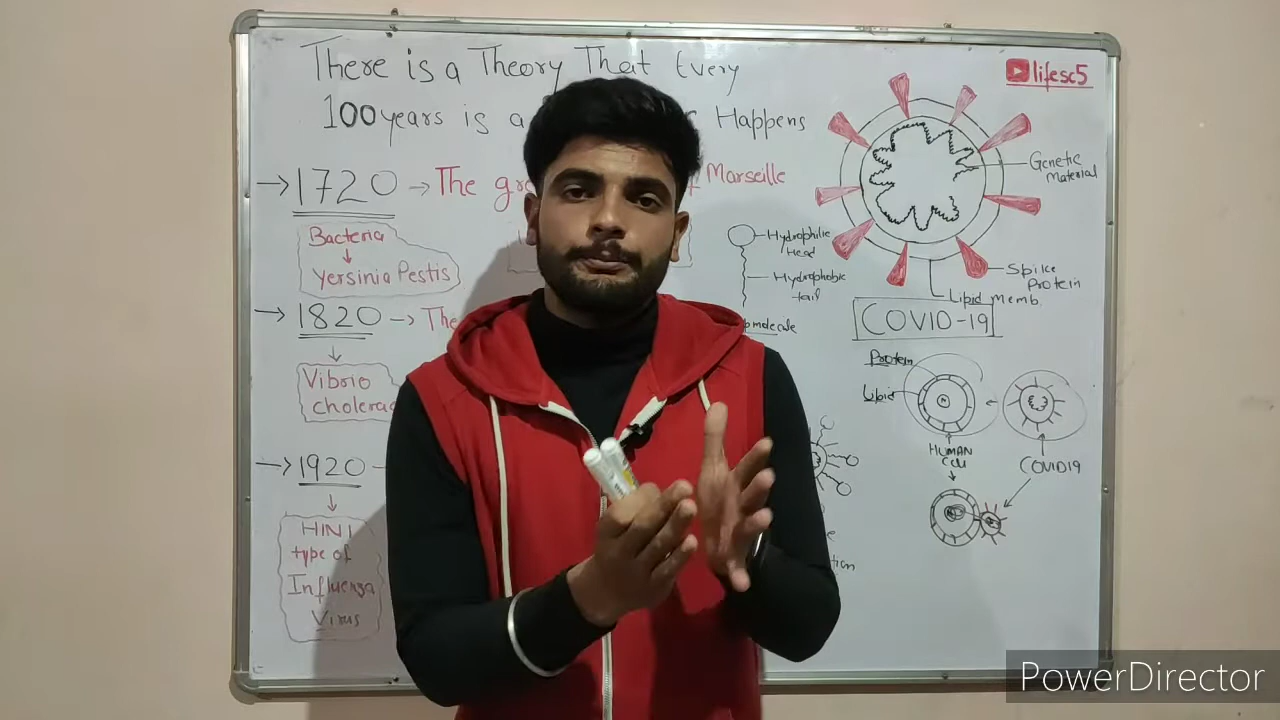 There is a Theory That Every
100 years is a Happens
→ 1720 → The gr Marseille
Bacteria
↓
Yersinia Pestis
→ 1820 → The
↓
Vibrio
cholerae
→ 1920
↓
H1N1
type of
Influenza
Virus
Hydrophilic
Head
Hydrophobic
tail
lifesc5
Genetic
Material
Spike
Protein
Lipid Memb
COVID-19
Protein
Lipid
HUMAN
Cell
COVID19
PowerDirector